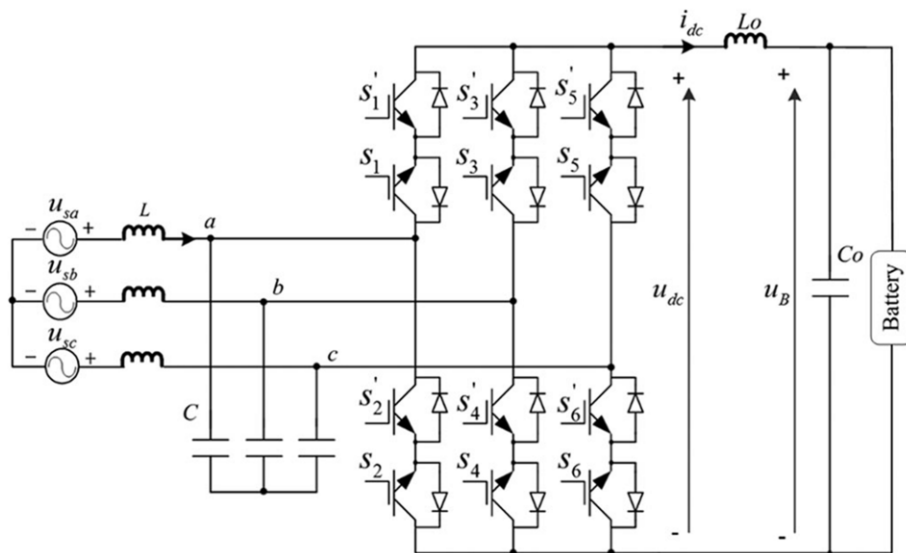 i_dc
Lo
+
+
s'_1
s'_3
s'_5
s_1
s_3
s_5
u_sa
L
a
-
+
u_sb
b
-
+
u_sc
c
-
+
u_dc
u_B
Co
Battery
C
s'_2
s'_4
s'_6
s_2
s_4
s_6
-
-